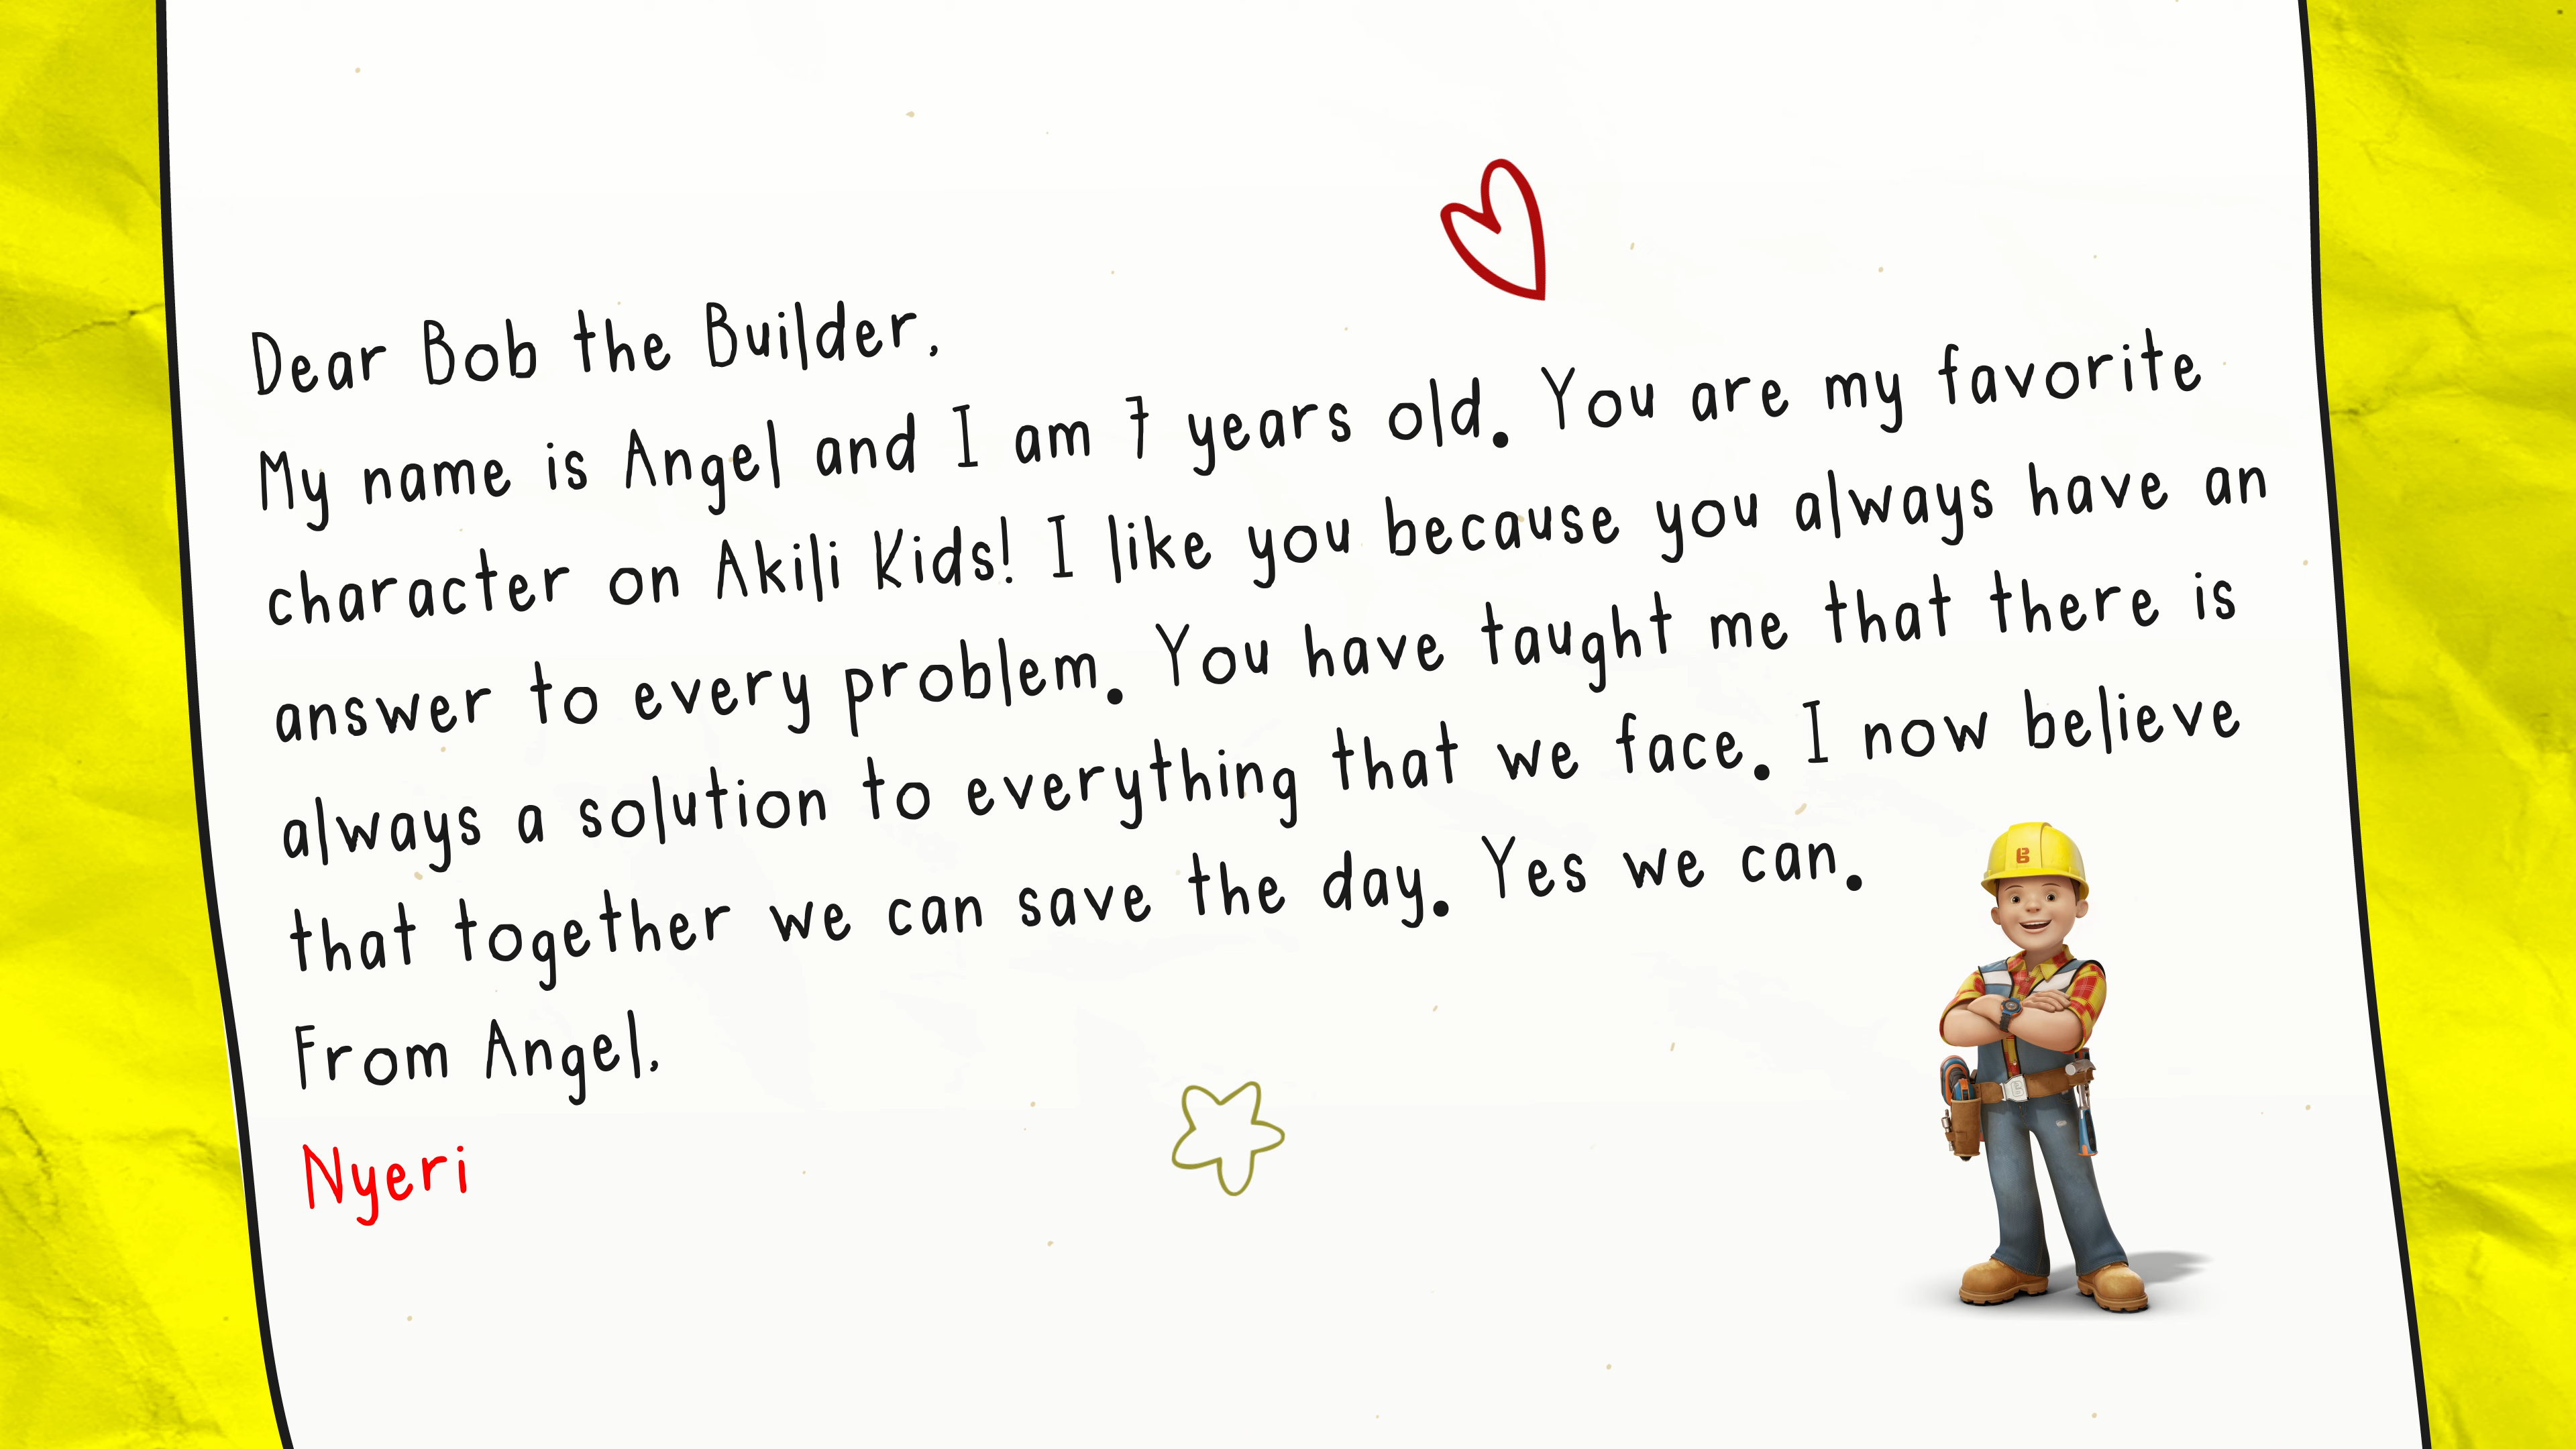 Dear Bob the Builder,
My name is Angel and I am 7 years old. You are my favorite
character on Akili Kids! I like you because you always have an
answer to every problem. You have taught me that there is
always a solution to everything that we face. I now believe
that together we can save the day. Yes we can.
From Angel,
Nyeri